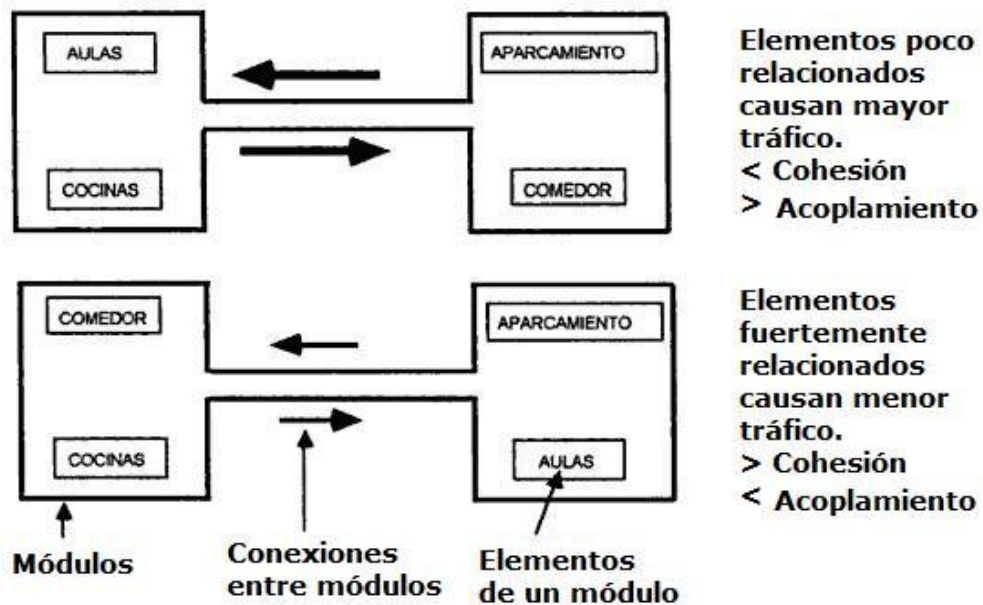 AULAS
APARCAMIENTO
COCINAS
COMEDOR
Elementos poco
relacionados
causan mayor
tráfico.
< Cohesión
> Acoplamiento
COMEDOR
APARCAMIENTO
COCINAS
AULAS
Elementos
fuertemente
relacionados
causan menor
tráfico.
> Cohesión
< Acoplamiento
Módulos
Conexiones
entre módulos
Elementos
de un módulo